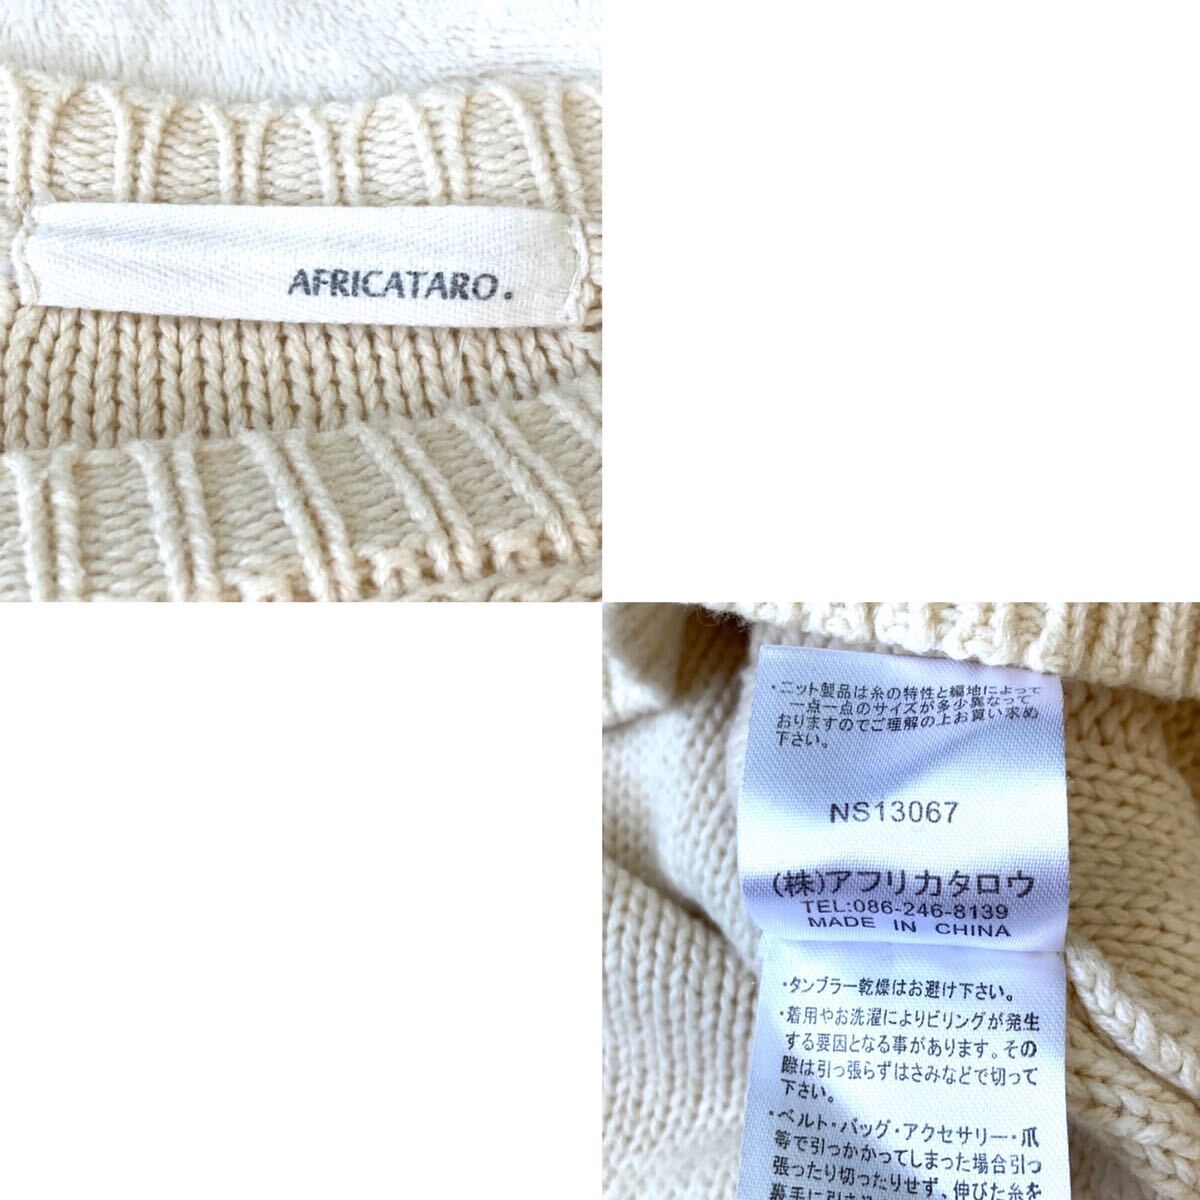 AFRICATARO.
・ニット製品は糸の特性と編地によって
一点一点のサイズが多少異なって
おりますのでご理解の上お買い求め
下さい。
NS13067
(株)アフリカタロウ
TEL:086-246-8139
MADE IN CHINA
・タンブラー乾燥はお避け下さい。
・着用やお洗濯によりピリングが発生
する要因となる事があります。その
際は引っ張らずはさみなどで切って
下さい。
・ベルト・バッグ・アクセサリー・爪
等で引っかかってしまった場合引っ
張ったり切ったりせず、伸びた糸を
裏手に引き